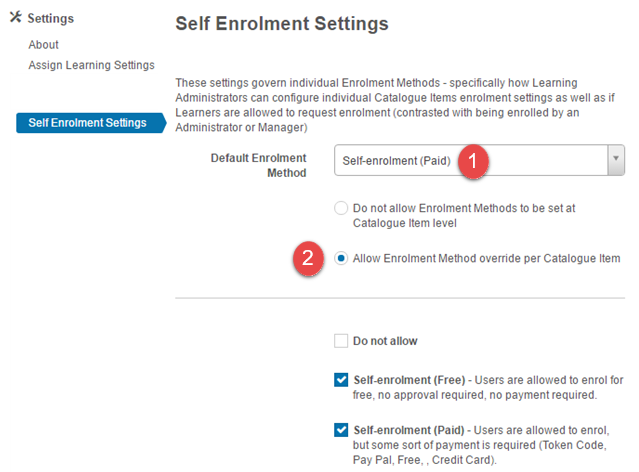 Settings
About
Assign Learning Settings
Self Enrolment Settings
Self Enrolment Settings
These settings govern individual Enrolment Methods - specifically how Learning
Administrators can configure individual Catalogue Items enrolment settings as well as if
Learners are allowed to request enrolment (contrasted with being enrolled by an
Administrator or Manager)
Default Enrolment
Method
Self-enrolment (Paid)
1
Do not allow Enrolment Methods to be set at
Catalogue Item level
2
Allow Enrolment Method override per Catalogue Item
Do not allow
Self-enrolment (Free) - Users are allowed to enrol for
free, no approval required, no payment required.
Self-enrolment (Paid) - Users are allowed to enrol,
but some sort of payment is required (Token Code,
Pay Pal, Free, , Credit Card).